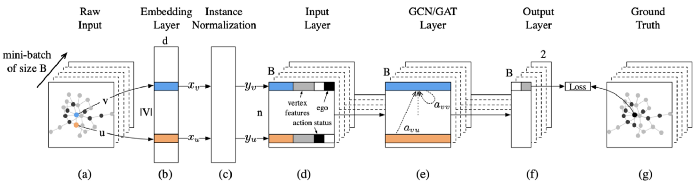 Raw
Input
Embedding
Layer
Instance
Normalization
Input
Layer
GCN/GAT
Layer
Output
Layer
Ground
Truth
mini-batch
of size B
d
|V|
v
u
x_v
x_u
y_v
y_u
B
n
vertex
features
ego
action status
B
a_vv
a_vu
B
2
Loss
(a)
(b)
(c)
(d)
(e)
(f)
(g)